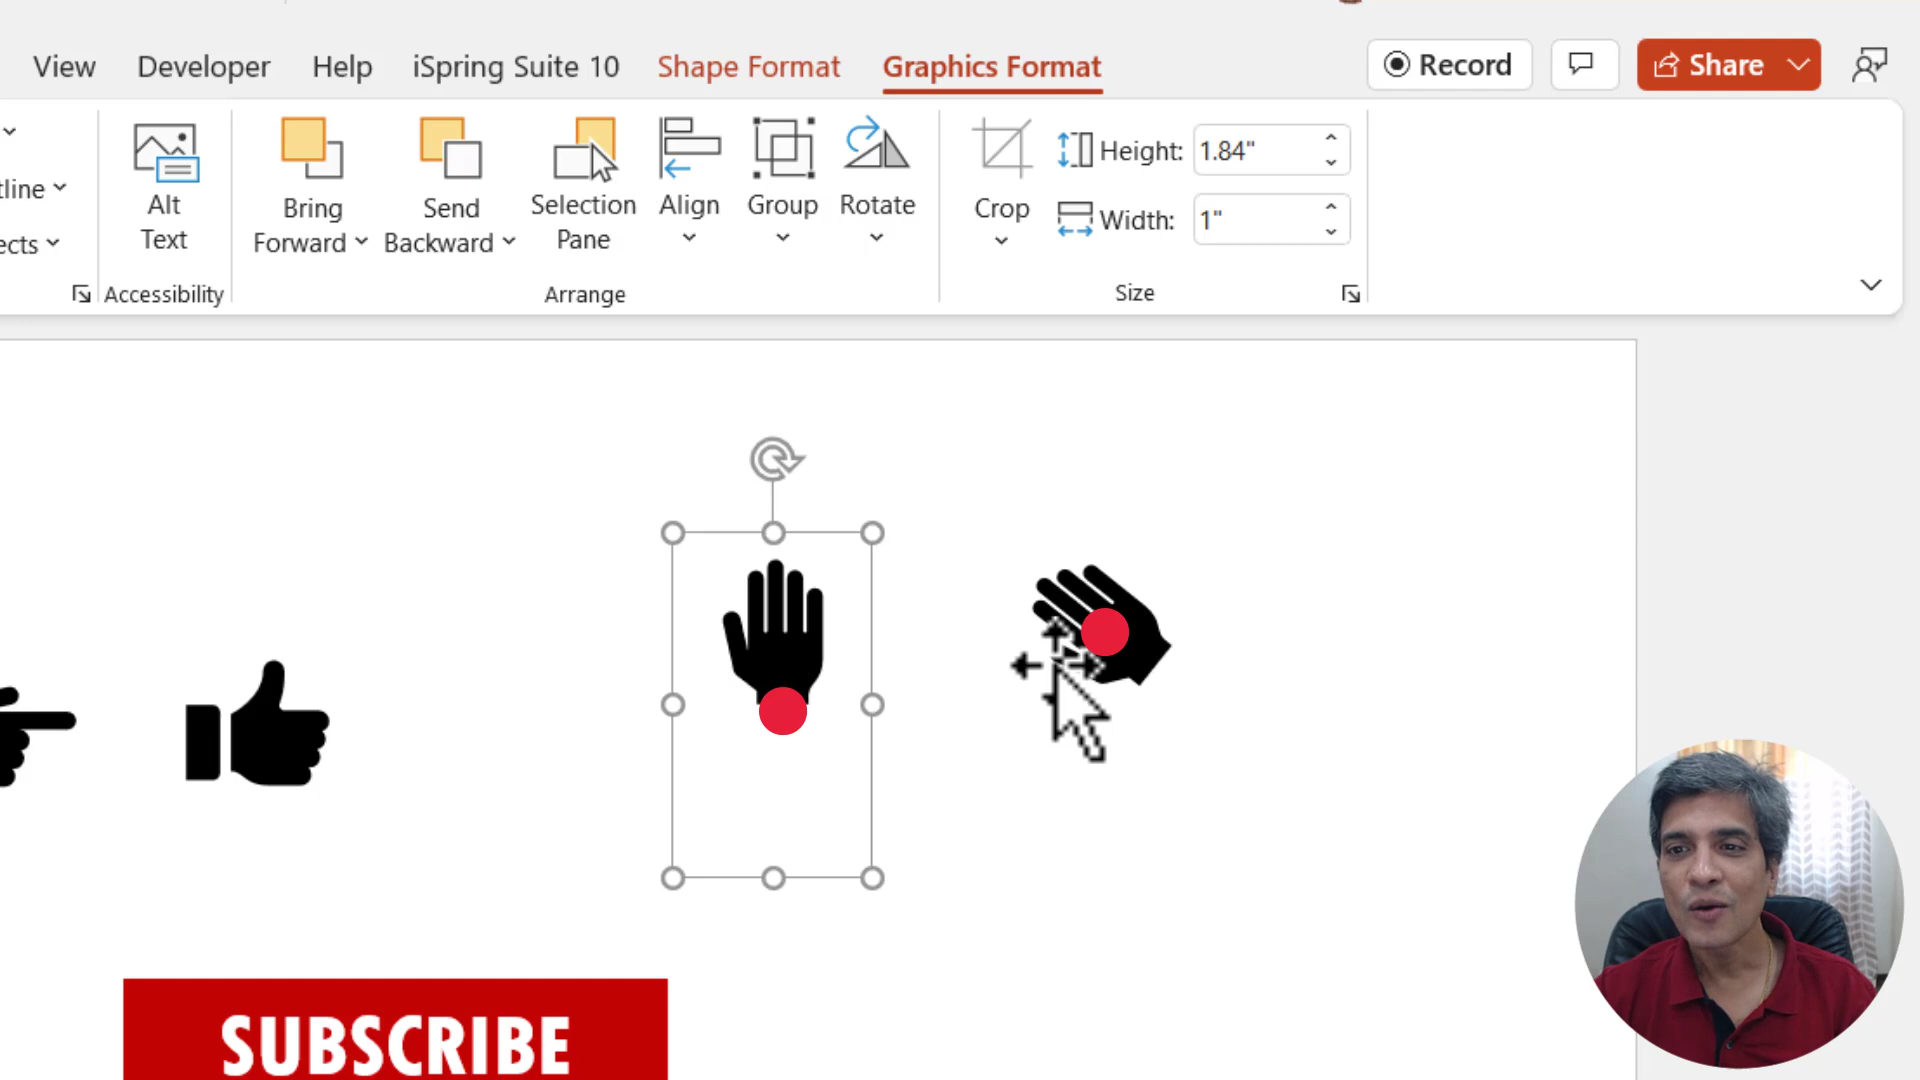 View Developer Help iSpring Suite 10 Shape Format Graphics Format Record Share
tline
ects
Alt
Text
Accessibility
Bring
Forward
Send
Backward
Selection
Pane
Align
Group
Rotate
Arrange
Crop
Height: 1.84"
Width: 1"
Size
SUBSCRIBE